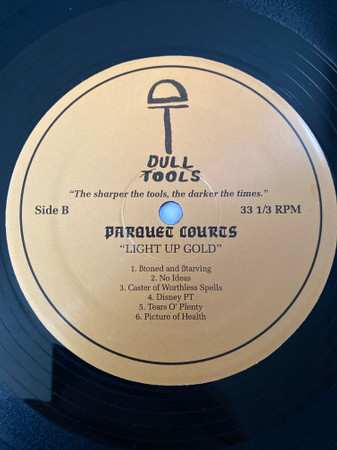 DT
DULL
TOOLS
"The sharper the tools, the darker the times."
Side B
33 1/3 RPM
PARQUET COURTS
"LIGHT UP GOLD"
1. Stoned and Starving
2. No Ideas
3. Caster of Worthless Spells
4. Disney PT
5. Tears O' Plenty
6. Picture of Health